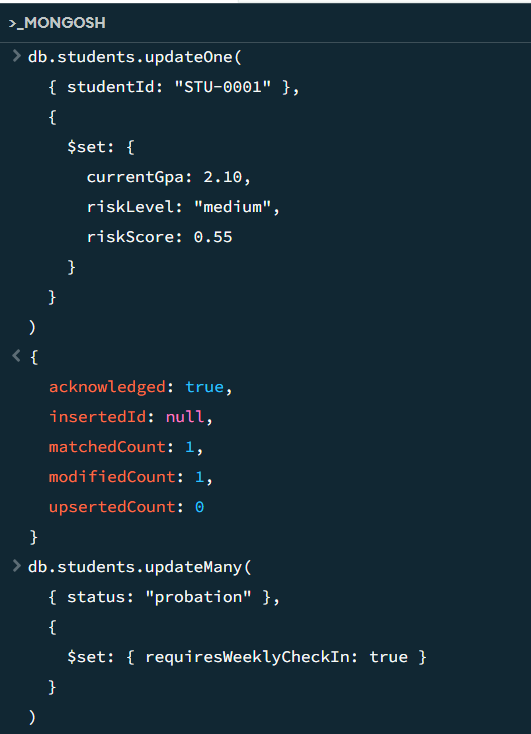 >_MONGOSH
> db.students.updateOne(
    { studentId: "STU-0001" },
    {
      $set: {
        currentGpa: 2.10,
        riskLevel: "medium",
        riskScore: 0.55
      }
    }
  )
< {
    acknowledged: true,
    insertedId: null,
    matchedCount: 1,
    modifiedCount: 1,
    upsertedCount: 0
  }
> db.students.updateMany(
    { status: "probation" },
    {
      $set: { requiresWeeklyCheckIn: true }
    }
  )